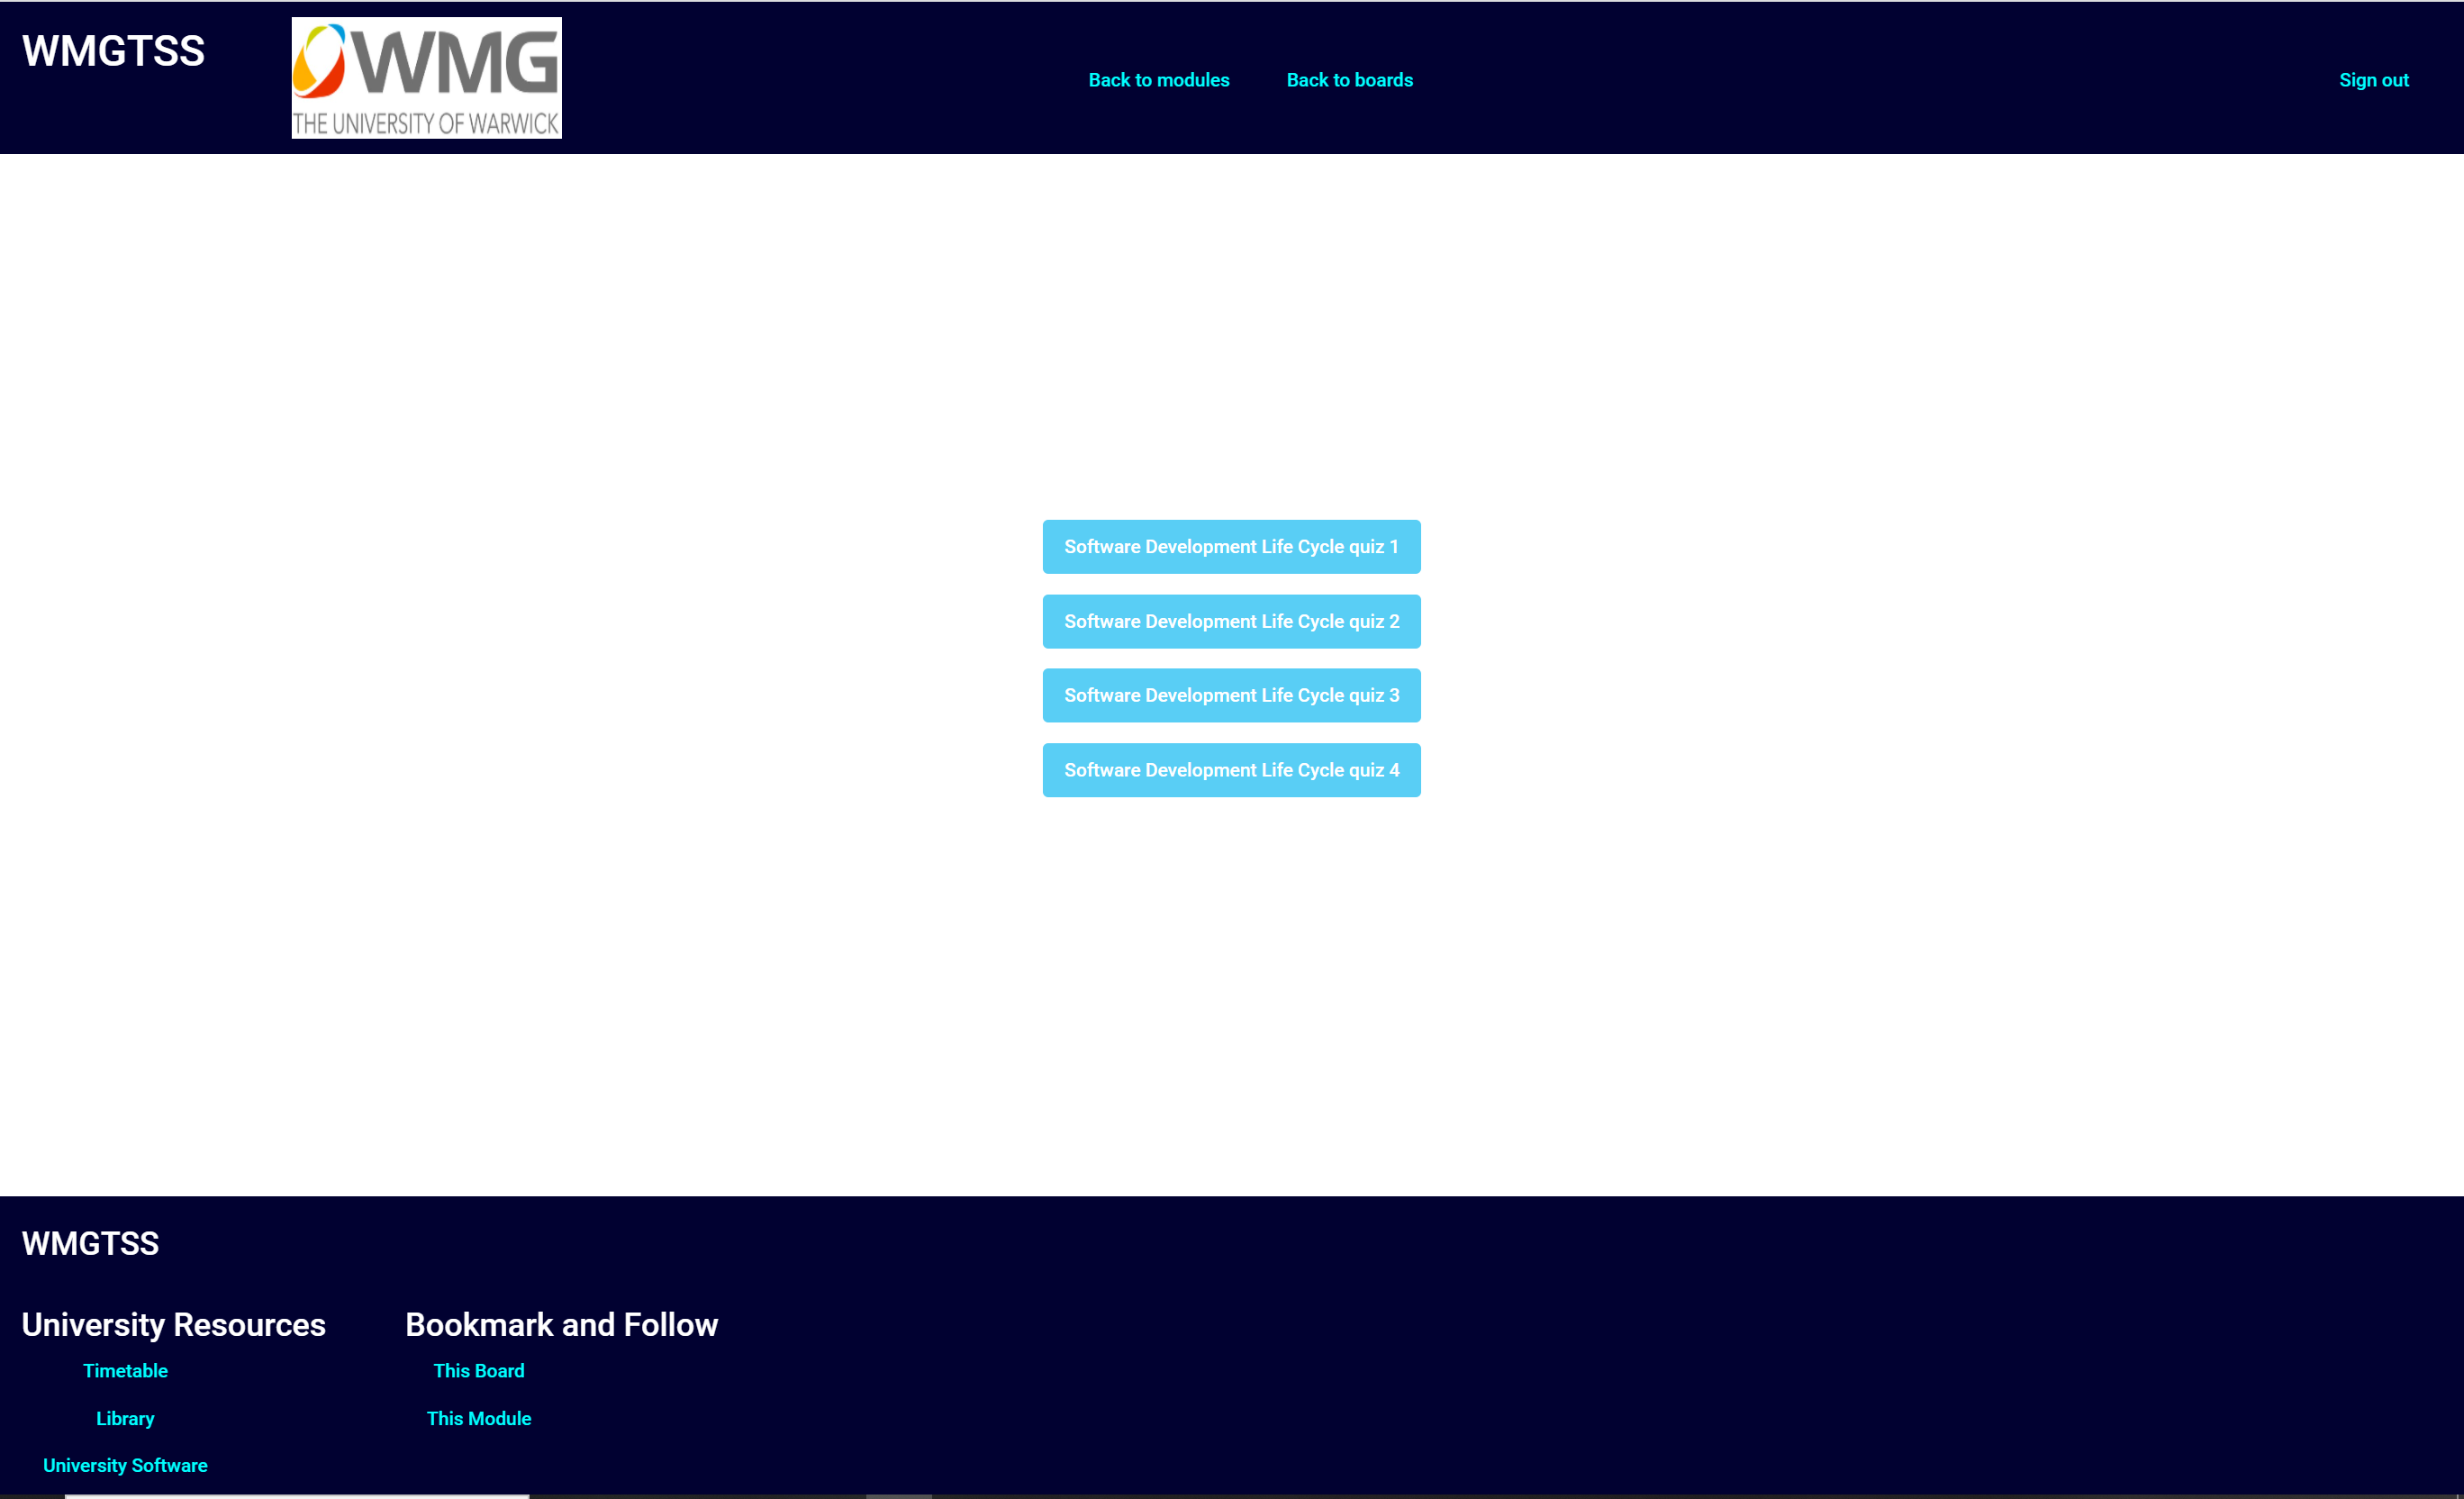 WMGTSS
WMG
THE UNIVERSITY OF WARWICK
Back to modules
Back to boards
Sign out
Software Development Life Cycle quiz 1
Software Development Life Cycle quiz 2
Software Development Life Cycle quiz 3
Software Development Life Cycle quiz 4
WMGTSS
University Resources
Timetable
Library
University Software
Bookmark and Follow
This Board
This Module